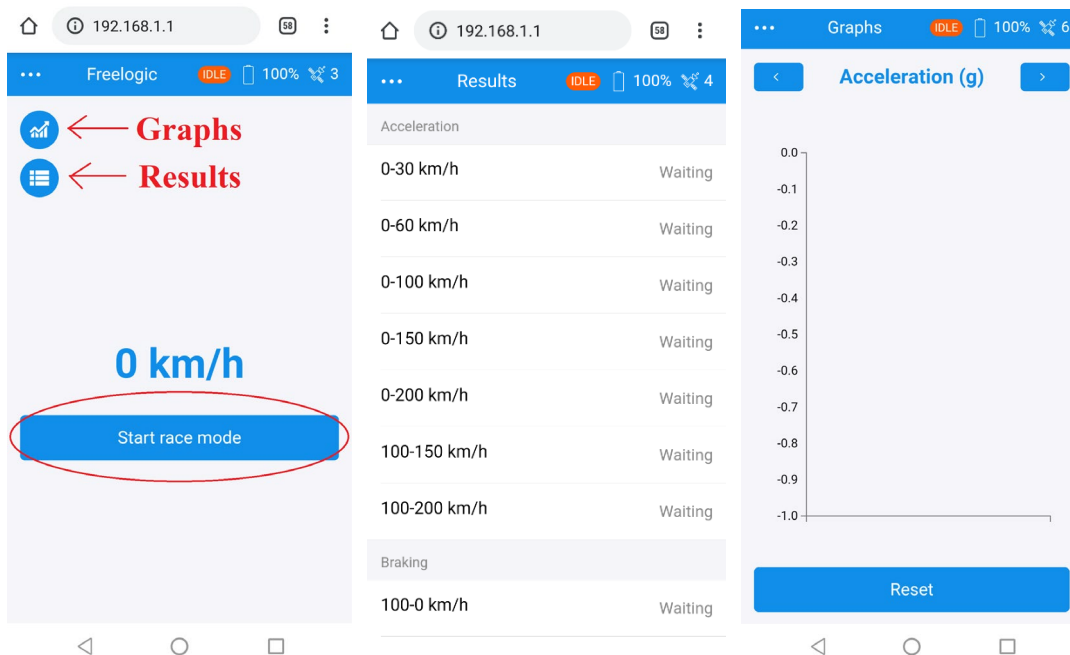 192.168.1.1
58
Freelogic IDLE 100% 3
Graphs
Results
0 km/h
Start race mode
192.168.1.1
58
Results IDLE 100% 4
Acceleration
0-30 km/h Waiting
0-60 km/h Waiting
0-100 km/h Waiting
0-150 km/h Waiting
0-200 km/h Waiting
100-150 km/h Waiting
100-200 km/h Waiting
Braking
100-0 km/h Waiting
Graphs IDLE 100% 6
Acceleration (g)
0.0
-0.1
-0.2
-0.3
-0.4
-0.5
-0.6
-0.7
-0.8
-0.9
-1.0
Reset